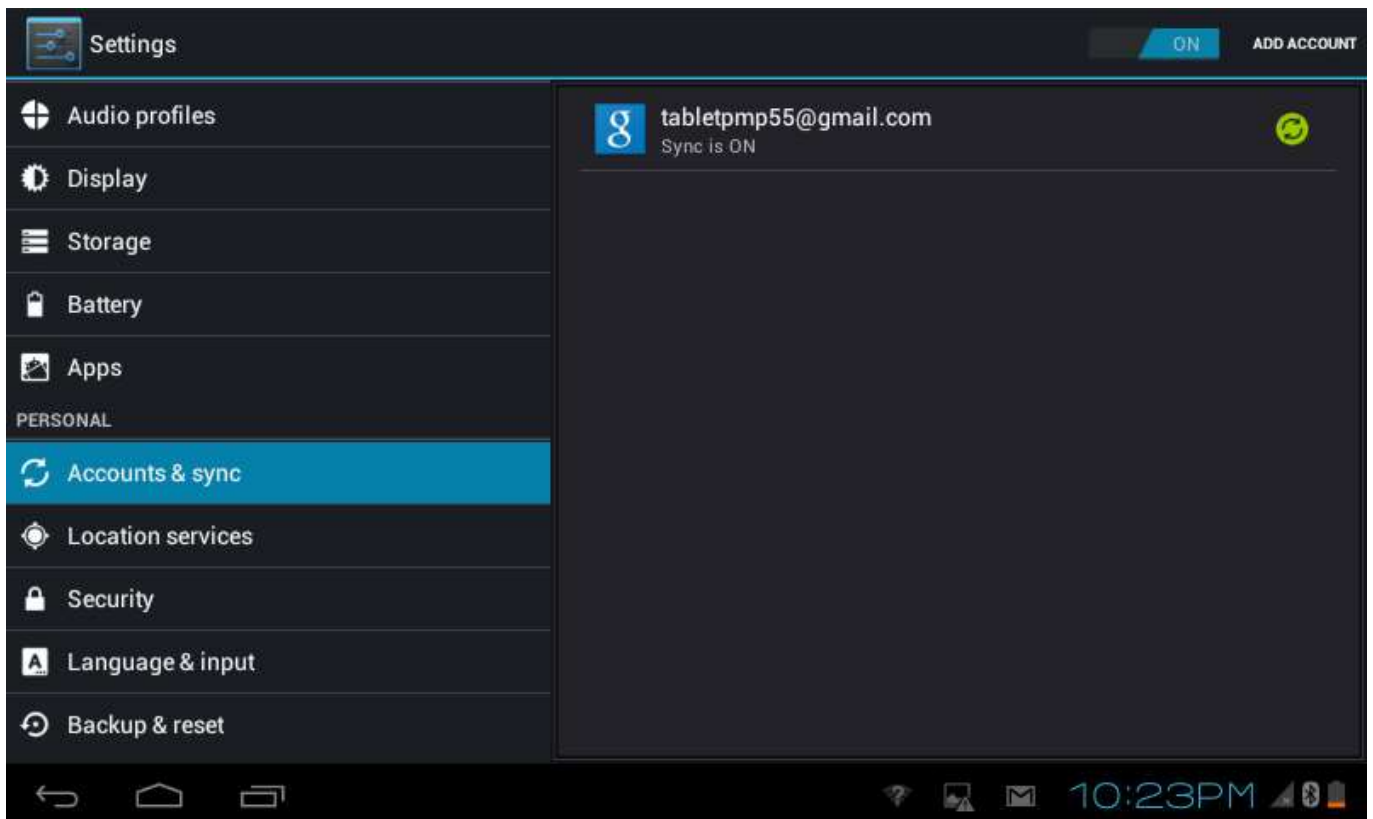 Settings
ON
ADD ACCOUNT
Audio profiles
Display
Storage
Battery
Apps
PERSONAL
Accounts & sync
Location services
Security
Language & input
Backup & reset
g
tabletpmp55@gmail.com
Sync is ON
10:23PM